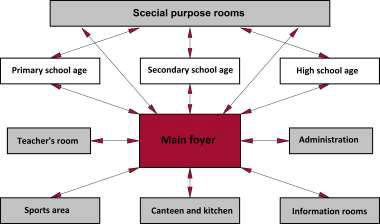 Scecial purpose rooms
Primary school age
Secondary school age
High school age
Teacher's room
Main foyer
Administration
Sports area
Canteen and kitchen
Information rooms